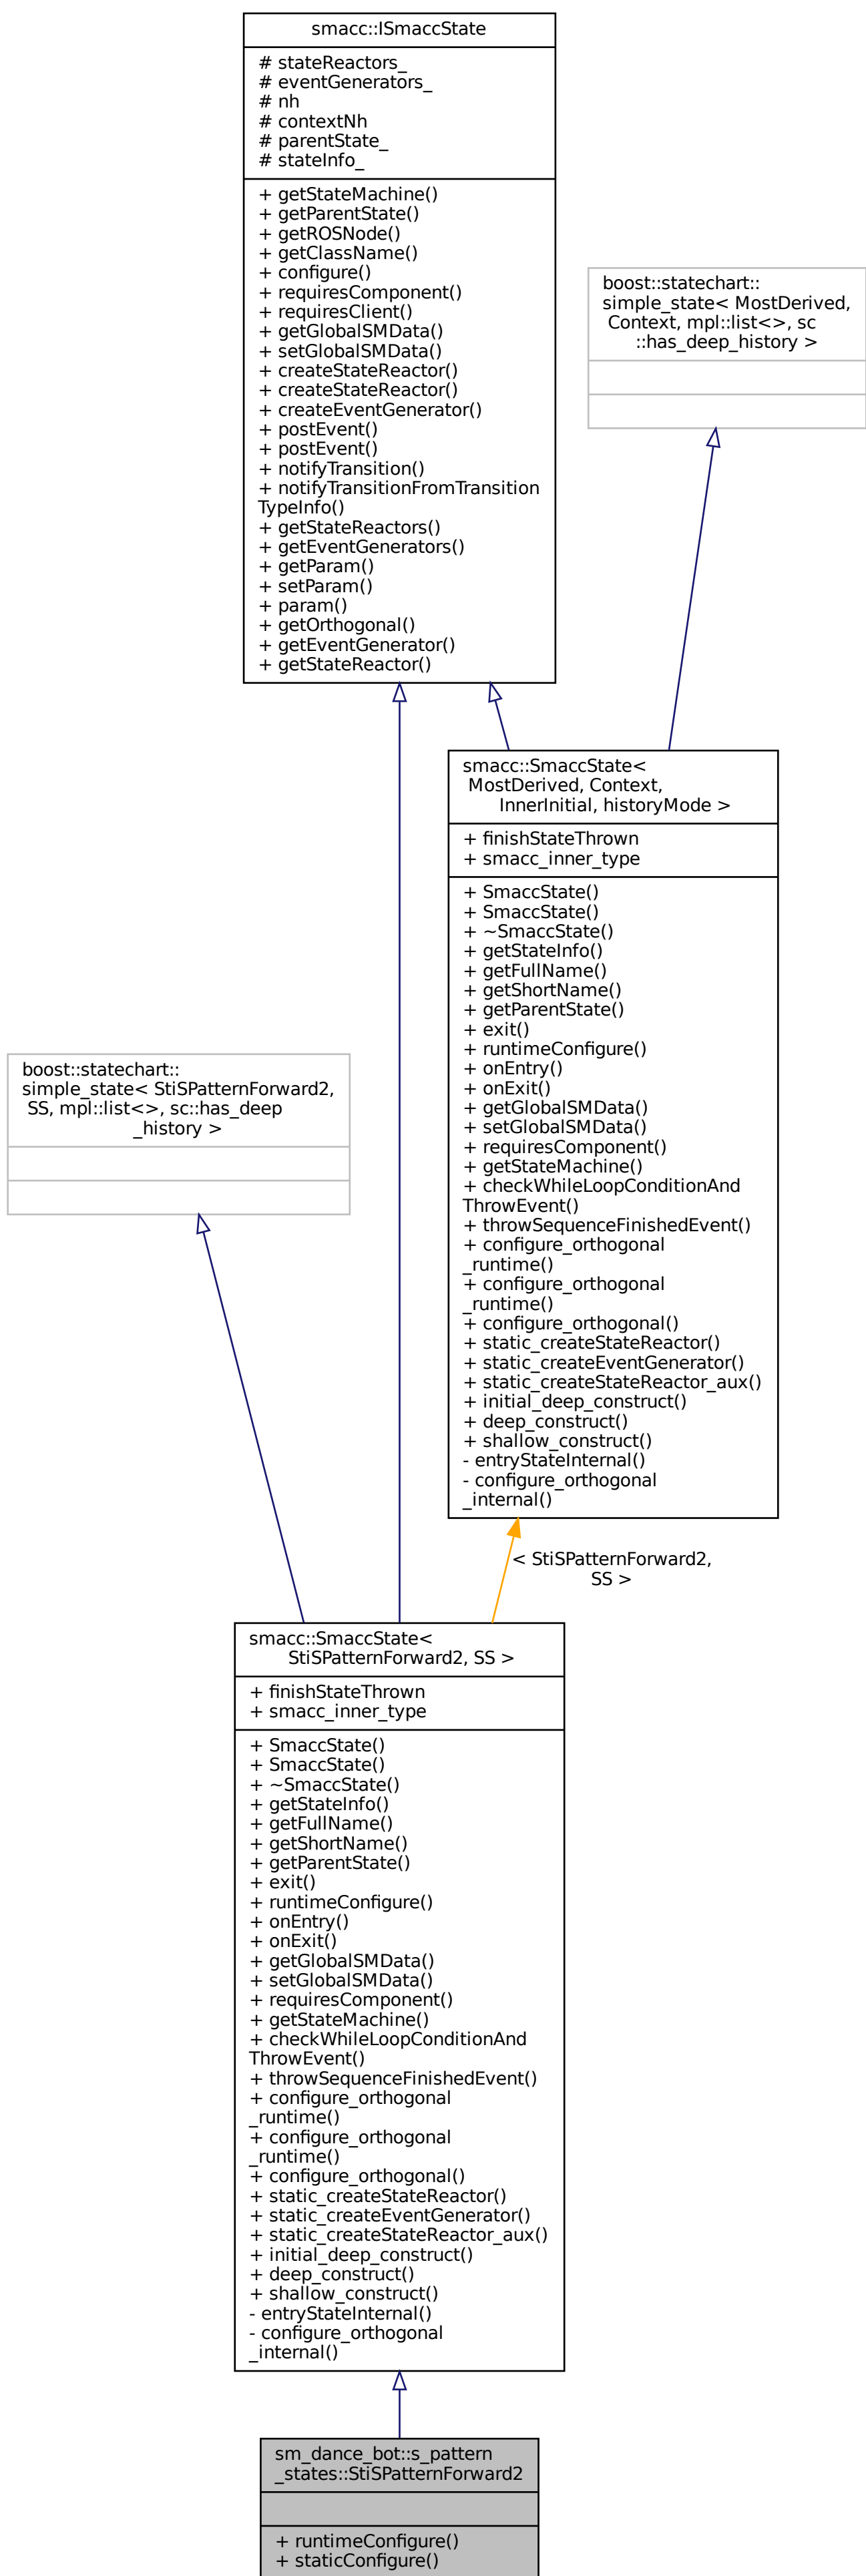 smacc::ISmaccState
# stateReactors_
# eventGenerators_
# nh
# contextNh
# parentState_
# stateInfo_
+ getStateMachine()
+ getParentState()
+ getROSNode()
+ getClassName()
+ configure()
+ requiresComponent()
+ requiresClient()
+ getGlobalSMData()
+ setGlobalSMData()
+ createStateReactor()
+ createStateReactor()
+ createEventGenerator()
+ postEvent()
+ postEvent()
+ notifyTransition()
+ notifyTransitionFromTransition
TypeInfo()
+ getStateReactors()
+ getEventGenerators()
+ getParam()
+ setParam()
+ param()
+ getOrthogonal()
+ getEventGenerator()
+ getStateReactor()
boost::statechart::
simple_state< MostDerived,
Context, mpl::list<>, sc
::has_deep_history >
smacc::SmaccState<
MostDerived, Context,
InnerInitial, historyMode >
+ finishStateThrown
+ smacc_inner_type
+ SmaccState()
+ SmaccState()
+ ~SmaccState()
+ getStateInfo()
+ getFullName()
+ getShortName()
+ getParentState()
+ exit()
+ runtimeConfigure()
+ onEntry()
+ onExit()
+ getGlobalSMData()
+ setGlobalSMData()
+ requiresComponent()
+ getStateMachine()
+ checkWhileLoopConditionAnd
ThrowEvent()
+ throwSequenceFinishedEvent()
+ configure_orthogonal
_runtime()
+ configure_orthogonal
_runtime()
+ configure_orthogonal()
+ static_createStateReactor()
+ static_createEventGenerator()
+ static_createStateReactor_aux()
+ initial_deep_construct()
+ deep_construct()
+ shallow_construct()
- entryStateInternal()
- configure_orthogonal
_internal()
boost::statechart::
simple_state< StiSPatternForward2,
SS, mpl::list<>, sc::has_deep
_history >
< StiSPatternForward2,
SS >
smacc::SmaccState<
StiSPatternForward2, SS >
+ finishStateThrown
+ smacc_inner_type
+ SmaccState()
+ SmaccState()
+ ~SmaccState()
+ getStateInfo()
+ getFullName()
+ getShortName()
+ getParentState()
+ exit()
+ runtimeConfigure()
+ onEntry()
+ onExit()
+ getGlobalSMData()
+ setGlobalSMData()
+ requiresComponent()
+ getStateMachine()
+ checkWhileLoopConditionAnd
ThrowEvent()
+ throwSequenceFinishedEvent()
+ configure_orthogonal
_runtime()
+ configure_orthogonal
_runtime()
+ configure_orthogonal()
+ static_createStateReactor()
+ static_createEventGenerator()
+ static_createStateReactor_aux()
+ initial_deep_construct()
+ deep_construct()
+ shallow_construct()
- entryStateInternal()
- configure_orthogonal
_internal()
sm_dance_bot::s_pattern
_states::StiSPatternForward2
+ runtimeConfigure()
+ staticConfigure()